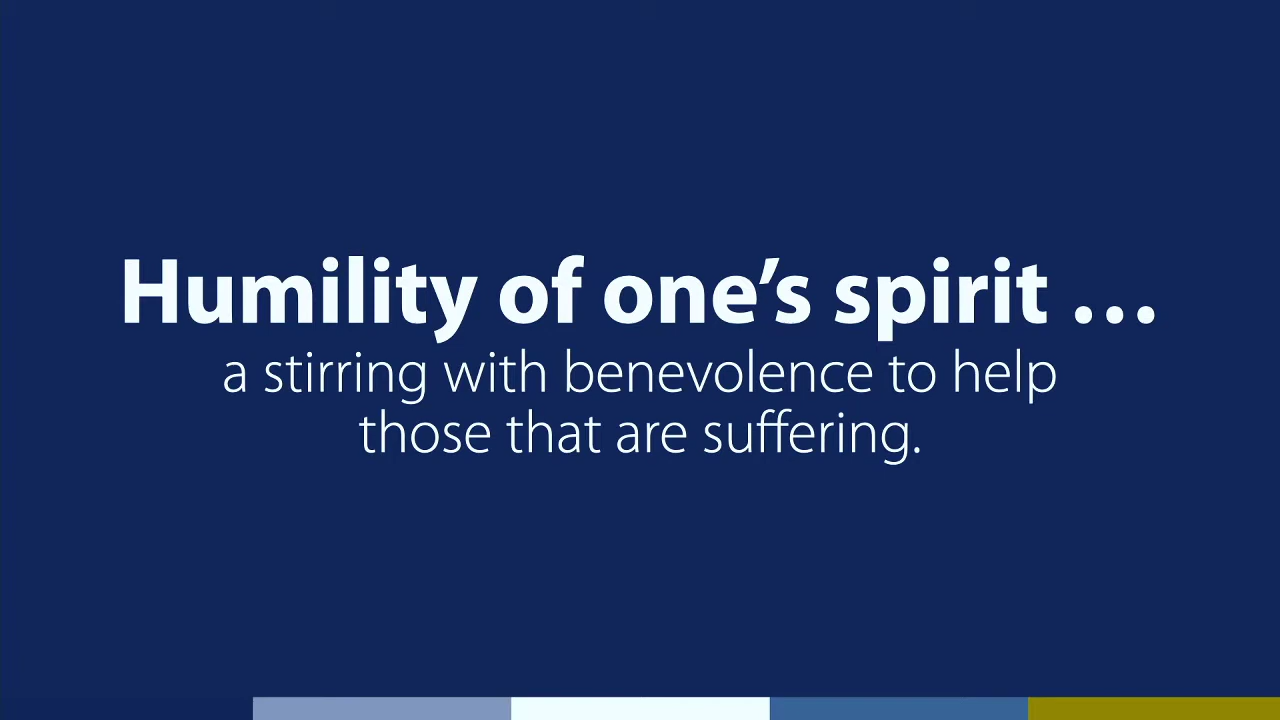 Humility of one’s spirit ...
a stirring with benevolence to help
those that are suffering.